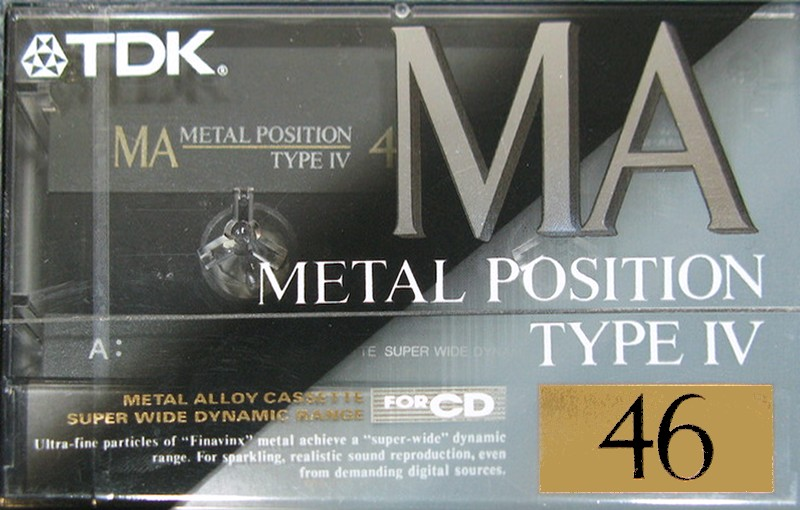 TDK®
MA
MA METAL POSITION
TYPE IV 4
METAL POSITION
TYPE IV
A:
SUPER WIDE
METAL ALLOY CASSETTE
SUPER WIDE DYNAMIC RANGE
FOR CD
Ultra-fine particles of "Finavinx" metal achieve a "super-wide" dynamic
range. For sparkling, realistic sound reproduction, even
from demanding digital sources.
46